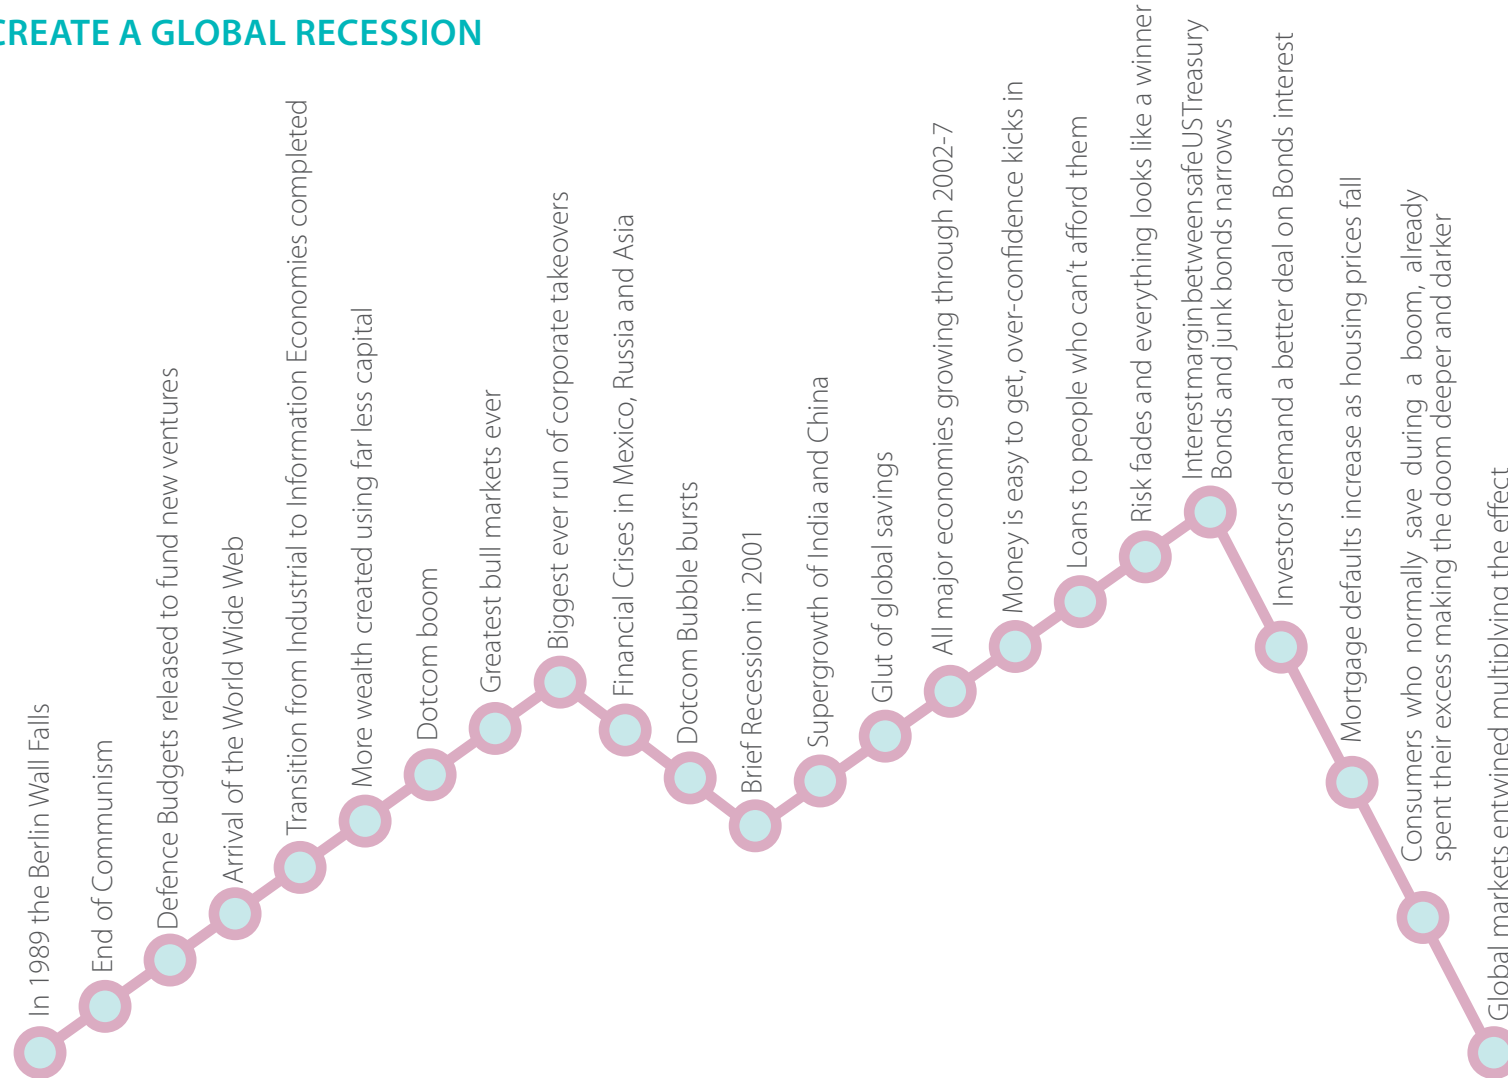 CREATE A GLOBAL RECESSION
In 1989 the Berlin Wall Falls
End of Communism
Defence Budgets released to fund new ventures
Arrival of the World Wide Web
Transition from Industrial to Information Economies completed
More wealth created using far less capital
Dotcom boom
Greatest bull markets ever
Biggest ever run of corporate takeovers
Financial Crises in Mexico, Russia and Asia
Dotcom Bubble bursts
Brief Recession in 2001
Supergrowth of India and China
Glut of global savings
All major economies growing through 2002-7
Money is easy to get, over-confidence kicks in
Loans to people who can't afford them
Risk fades and everything looks like a winner
Interest margin between safe US Treasury
Bonds and junk bonds narrows
Investors demand a better deal on Bonds interest
Mortgage defaults increase as housing prices fall
Consumers who normally save during a boom, already
spent their excess making the doom deeper and darker
Global markets entwined multiplying the effect